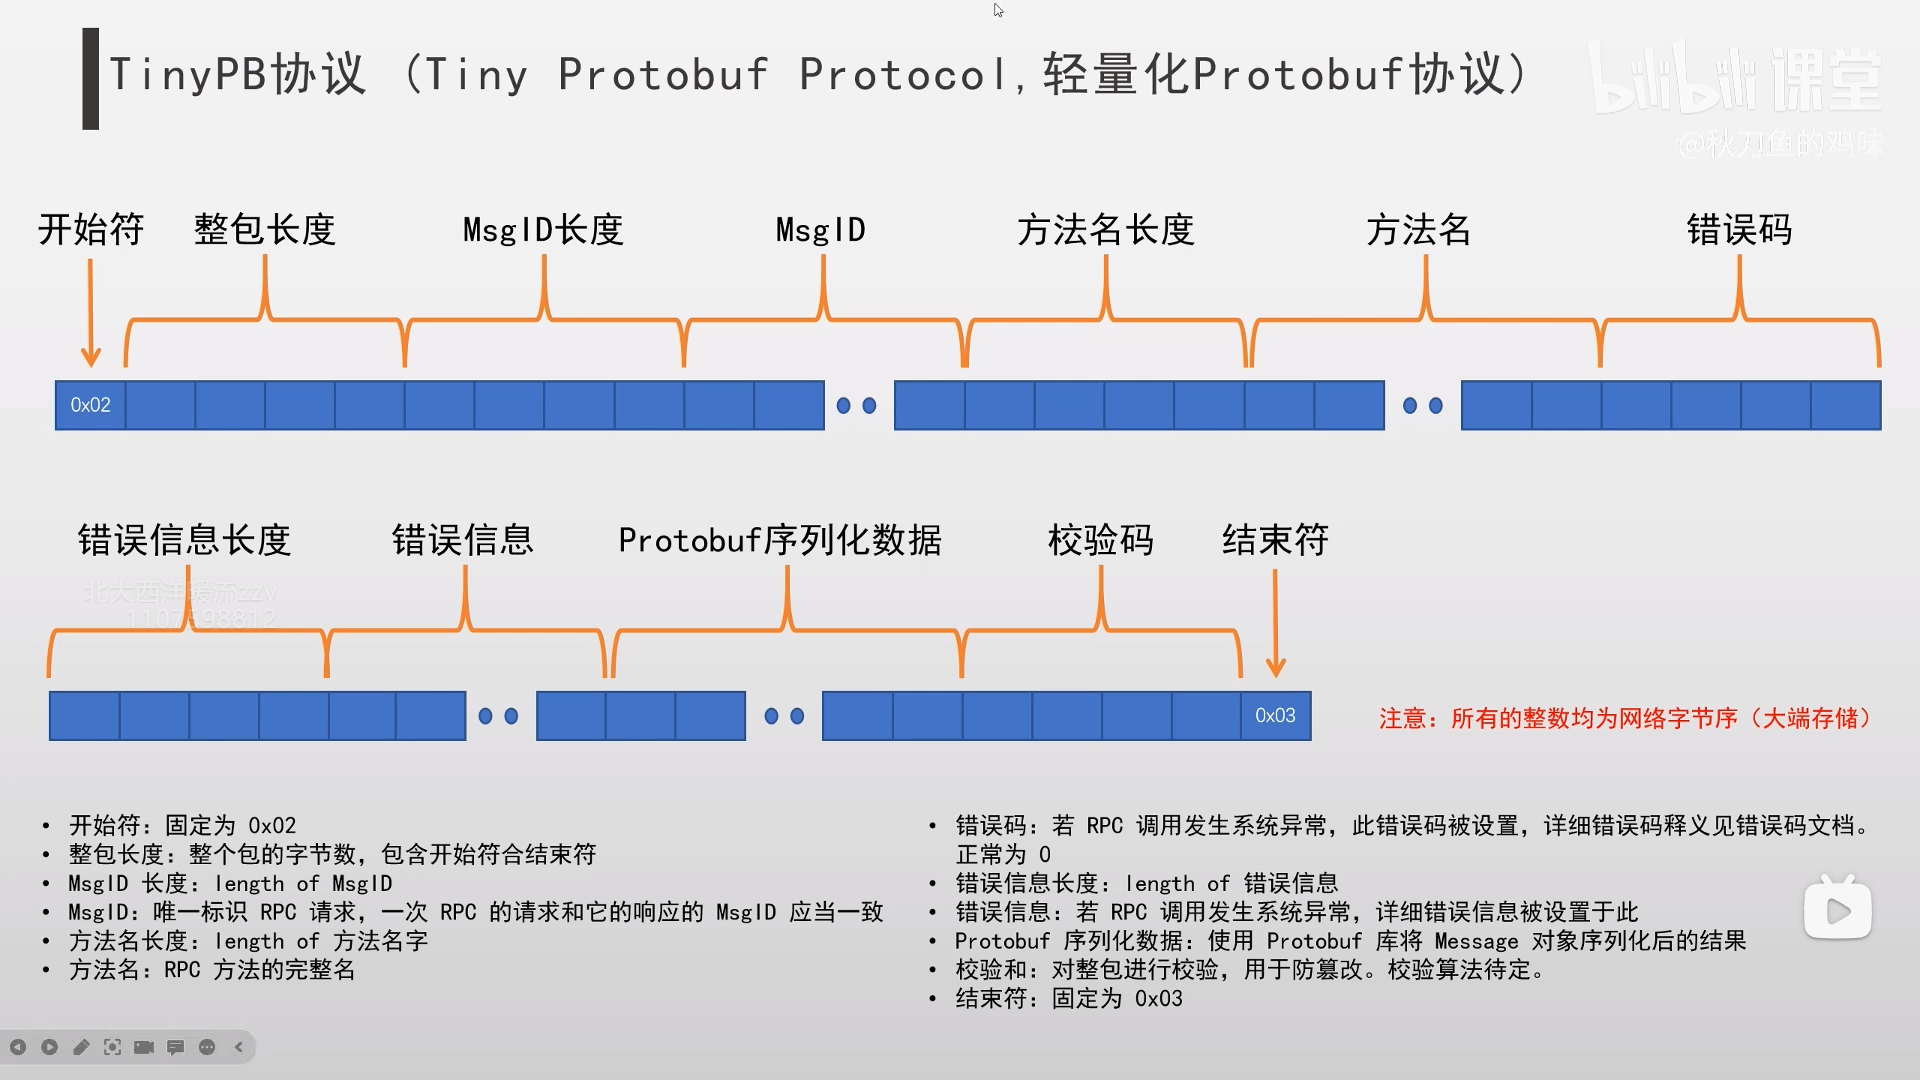 TinyPB协议 (Tiny Protobuf Protocol,轻量化Protobuf协议)
bilibili 课堂
@秋刀鱼的鸡味
开始符 整包长度 MsgID长度 MsgID 方法名长度 方法名 错误码
0x02
错误信息长度 错误信息 Protobuf序列化数据 校验码 结束符
北大西洋暖流zzy
1107598812
0x03
注意：所有的整数均为网络字节序（大端存储）
• 开始符：固定为 0x02
• 整包长度：整个包的字节数，包含开始符合结束符
• MsgID 长度：length of MsgID
• MsgID：唯一标识 RPC 请求，一次 RPC 的请求和它的响应的 MsgID 应当一致
• 方法名长度：length of 方法名字
• 方法名：RPC 方法的完整名
• 错误码：若 RPC 调用发生系统异常，此错误码被设置，详细错误码释义见错误码文档。
正常为 0
• 错误信息长度：length of 错误信息
• 错误信息：若 RPC 调用发生系统异常，详细错误信息被设置于此
• Protobuf 序列化数据：使用 Protobuf 库将 Message 对象序列化后的结果
• 校验和：对整包进行校验，用于防篡改。校验算法待定。
• 结束符：固定为 0x03